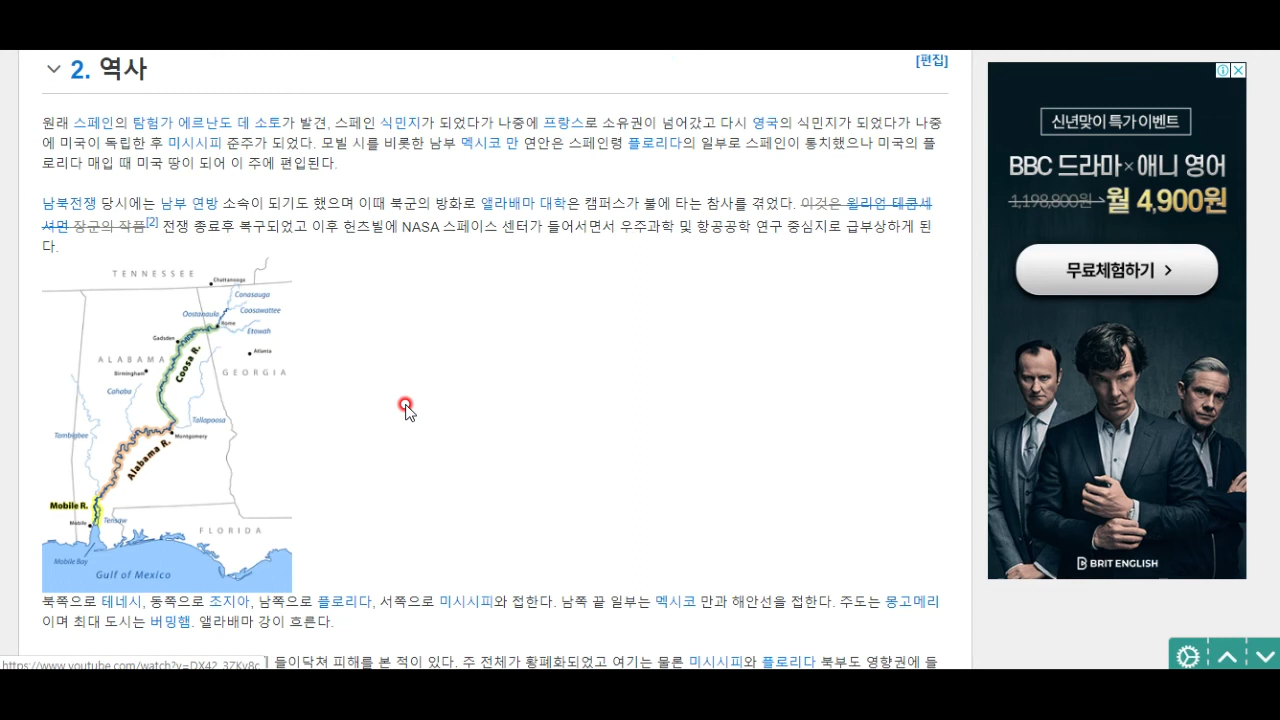 2. 역사
[편집]
원래 스페인의 탐험가 에르난도 데 소토가 발견, 스페인 식민지가 되었다가 나중에 프랑스로 소유권이 넘어갔고 다시 영국의 식민지가 되었다가 나중
에 미국이 독립한 후 미시시피 준주가 되었다. 모빌 시를 비롯한 남부 멕시코 만 연안은 스페인령 플로리다의 일부로 스페인이 통치했으나 미국의 플
로리다 매입 때 미국 땅이 되어 이 주에 편입된다.
남북전쟁 당시에는 남부 연방 소속이 되기도 했으며 이때 북군의 방화로 앨라배마 대학은 캠퍼스가 불에 타는 참사를 겪었다. 이것은 윌리엄 테쿰세
셔먼 장군의 작품[2] 전쟁 종료후 복구되었고 이후 헌츠빌에 NASA 스페이스 센터가 들어서면서 우주과학 및 항공공학 연구 중심지로 급부상하게 된
다.
TENNESSEE
Chattanooga
Conasauga
Oostanaula
Coosawattee
Rome
Etowah
Gadsden
Atlanta
ALABAMA
Coosa R.
GEORGIA
Birmingham
Cahaba
Tallapoosa
Tombigbee
Montgomery
Alabama R.
Mobile R.
Mobile
Tensaw
FLORIDA
Mobile Bay
Gulf of Mexico
북쪽으로 테네시, 동쪽으로 조지아, 남쪽으로 플로리다, 서쪽으로 미시시피와 접한다. 남쪽 끝 일부는 멕시코 만과 해안선을 접한다. 주도는 몽고메리
이며 최대 도시는 버밍햄. 앨라배마 강이 흐른다.
https://www.youtube.com/watch?v=DX42_3ZKv8c
] 들이닥쳐 피해를 본 적이 있다. 주 전체가 황폐화되었고 여기는 물론 미시시피와 플로리다 북부도 영향권에 들
신년맞이 특가 이벤트
BBC 드라마×애니 영어
1,198,800원→월 4,900원
무료체험하기 >
BRIT ENGLISH